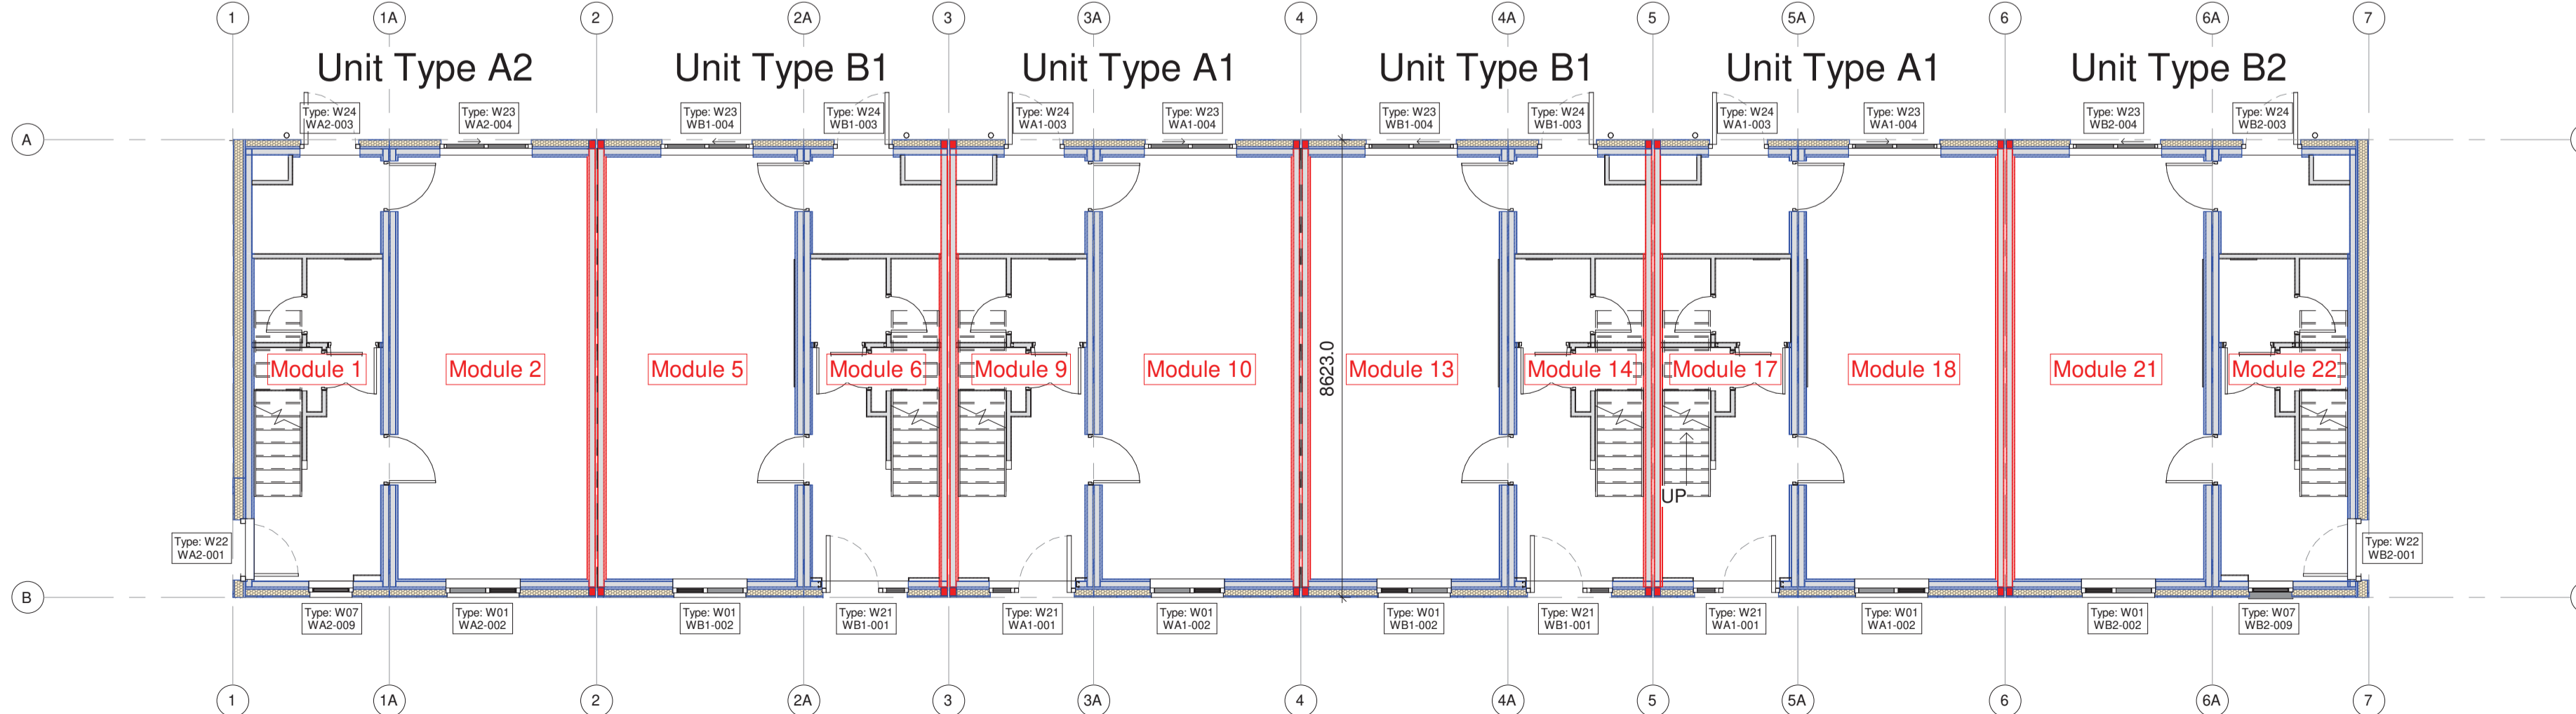 1 1A 2 2A 3 3A 4 4A 5 5A 6 6A 7
Unit Type A2 Unit Type B1 Unit Type A1 Unit Type B1 Unit Type A1 Unit Type B2
Type: W24 Type: W23 Type: W23 Type: W24 Type: W24 Type: W23 Type: W23 Type: W24 Type: W24 Type: W23 Type: W23 Type: W24
WA2-003 WA2-004 WB1-004 WB1-003 WA1-003 WA1-004 WB1-004 WB1-003 WA1-003 WA1-004 WB2-004 WB2-003
A
Module 1 Module 2 Module 5 Module 6 Module 9 Module 10 8623.0 Module 13 Module 14 Module 17 Module 18 Module 21 Module 22
UP
Type: W22 Type: W22
WA2-001 WB2-001
B
Type: W07 Type: W01 Type: W01 Type: W21 Type: W21 Type: W01 Type: W01 Type: W21 Type: W21 Type: W01 Type: W01 Type: W07
WA2-009 WA2-002 WB1-002 WB1-001 WA1-001 WA1-002 WB1-002 WB1-001 WA1-001 WA1-002 WB2-002 WB2-009
1 1A 2 2A 3 3A 4 4A 5 5A 6 6A 7